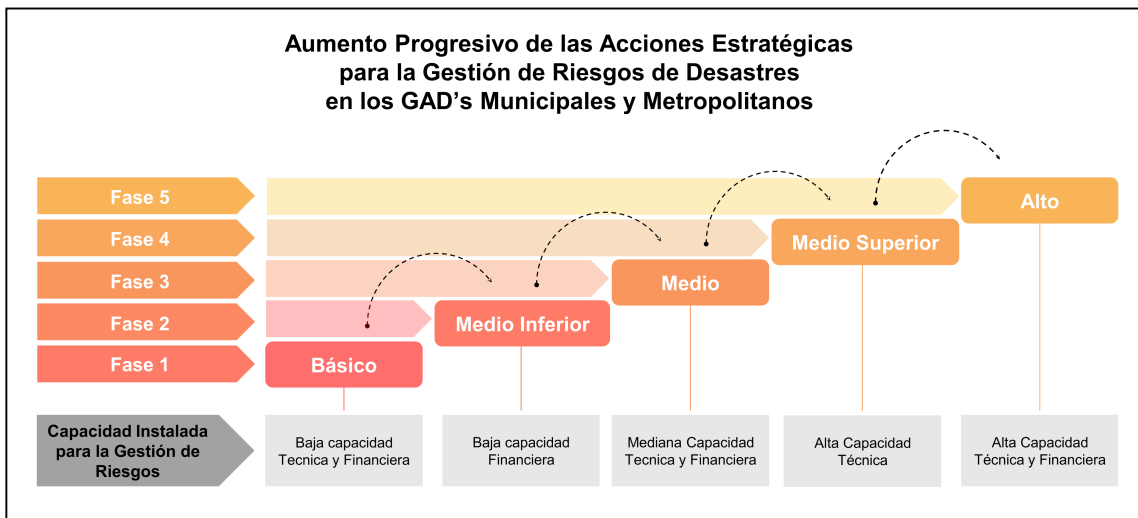 Aumento Progresivo de las Acciones Estratégicas
para la Gestión de Riesgos de Desastres
en los GAD's Municipales y Metropolitanos
Fase 5
Alto
Fase 4
Medio Superior
Fase 3
Medio
Fase 2
Medio Inferior
Fase 1
Básico
Capacidad Instalada
para la Gestión de
Riesgos
Baja capacidad
Tecnica y Financiera
Baja capacidad
Financiera
Mediana Capacidad
Tecnica y Financiera
Alta Capacidad
Técnica
Alta Capacidad
Técnica y Financiera